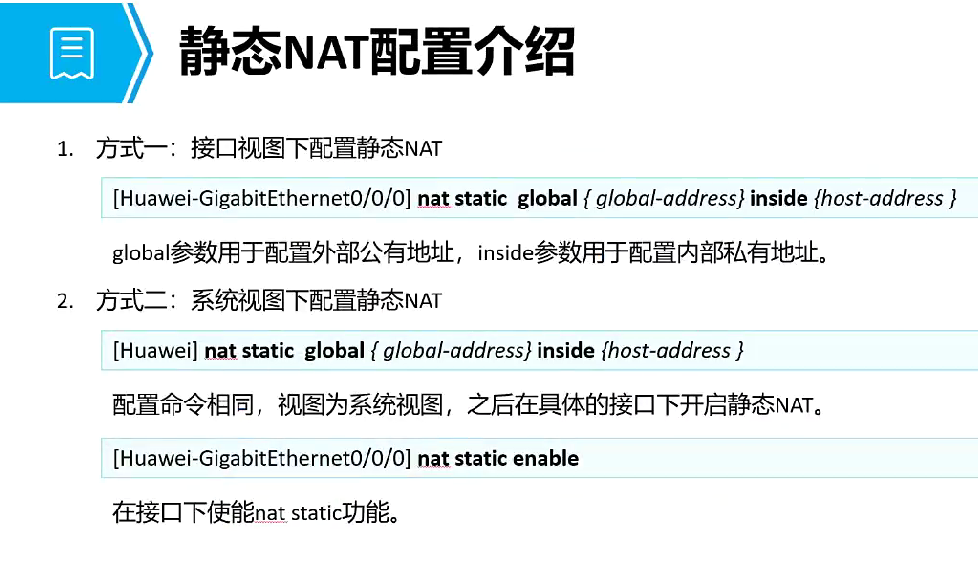 静态NAT配置介绍
1. 方式一：接口视图下配置静态NAT
[Huawei-GigabitEthernet0/0/0] nat static  global { global-address} inside {host-address }
global参数用于配置外部公有地址，inside参数用于配置内部私有地址。
2. 方式二：系统视图下配置静态NAT
[Huawei] nat static  global { global-address} inside {host-address }
配置命令相同，视图为系统视图，之后在具体的接口下开启静态NAT。
[Huawei-GigabitEthernet0/0/0] nat static enable
在接口下使能nat static功能。